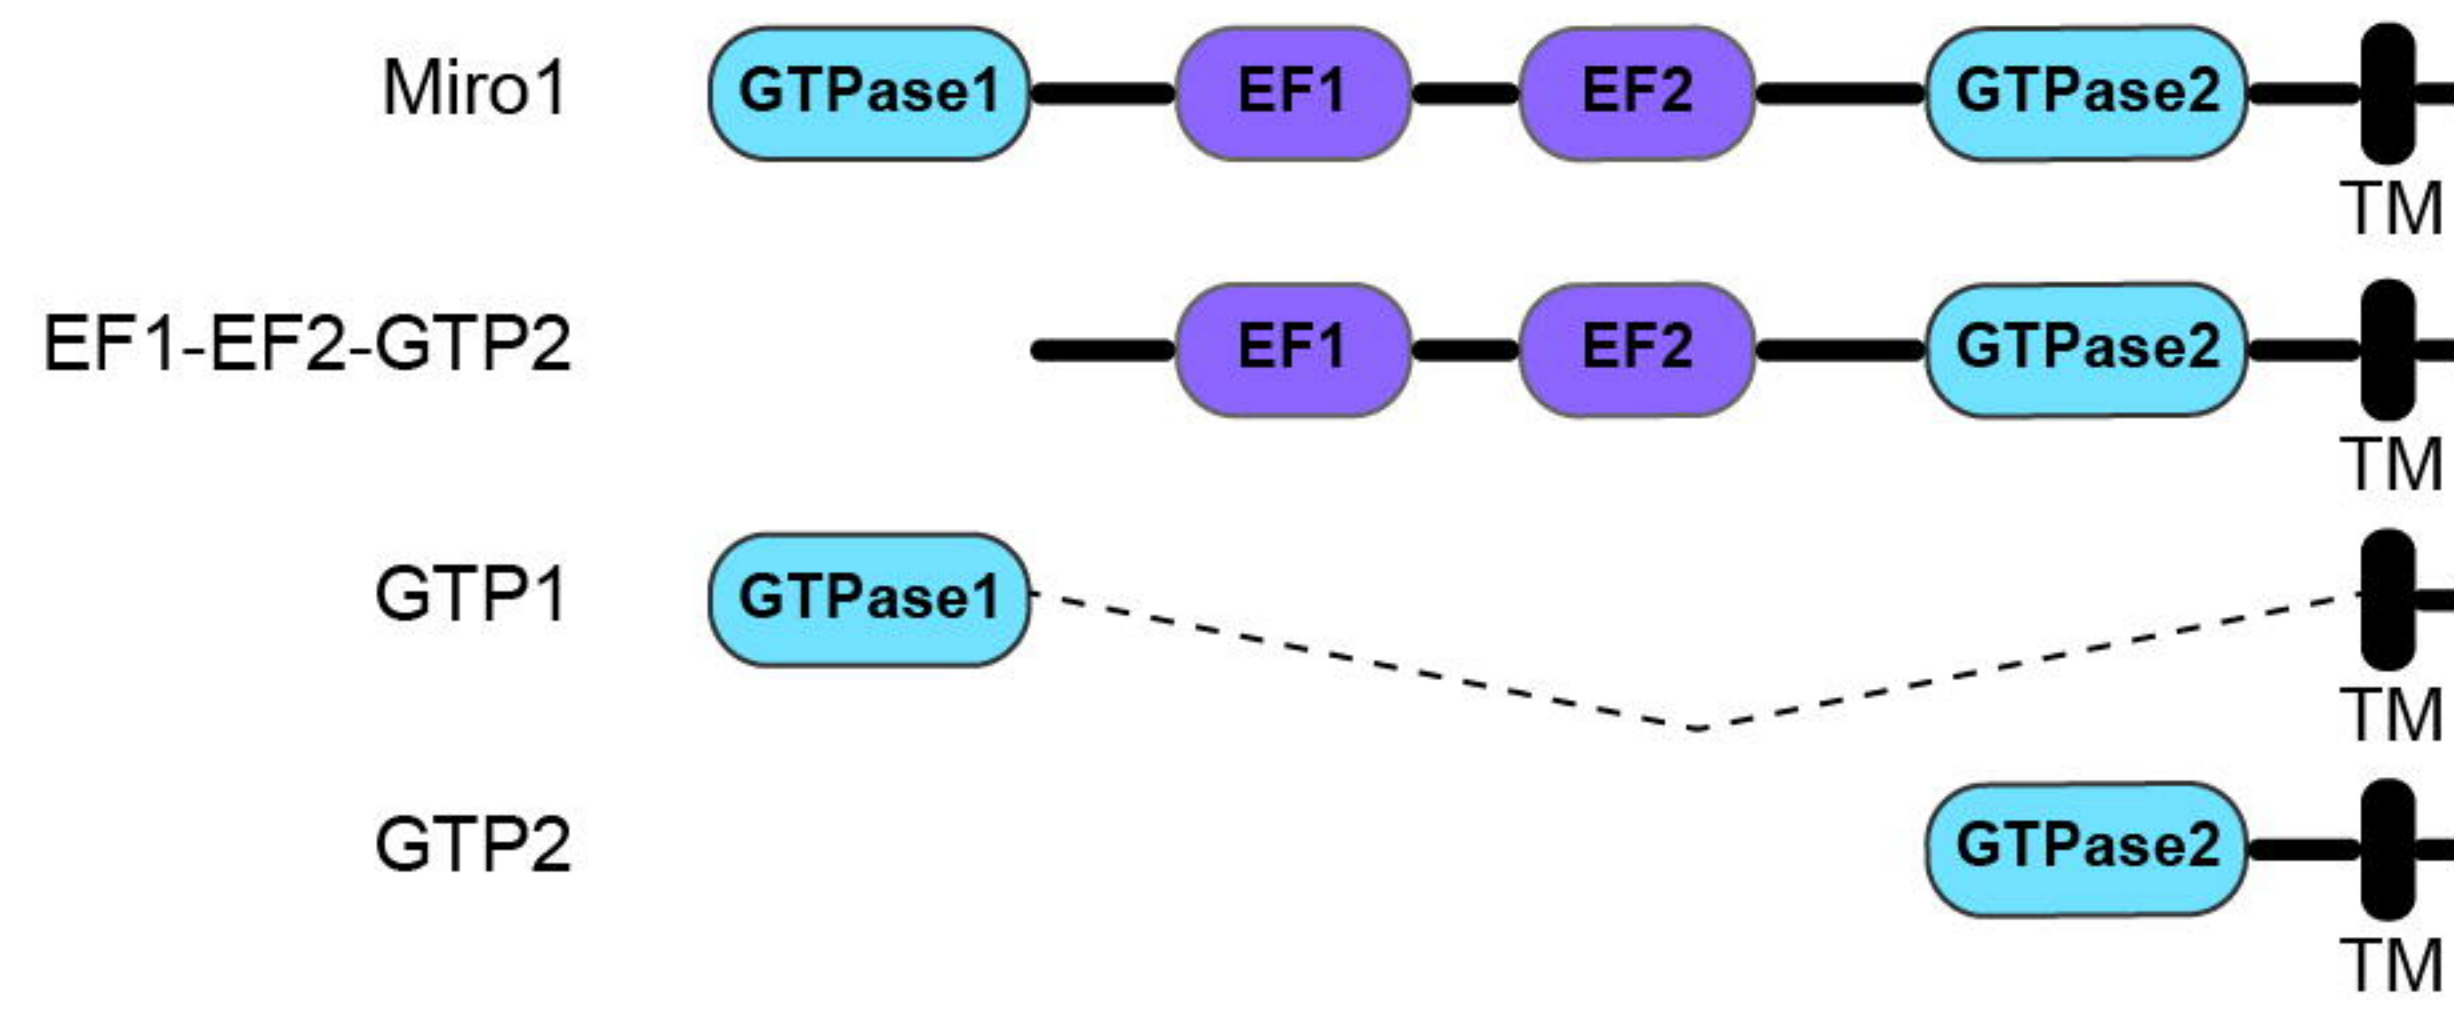 Miro1 GTPase1 EF1 EF2 GTPase2
TM
EF1-EF2-GTP2 EF1 EF2 GTPase2
TM
GTP1 GTPase1
TM
GTP2 GTPase2
TM